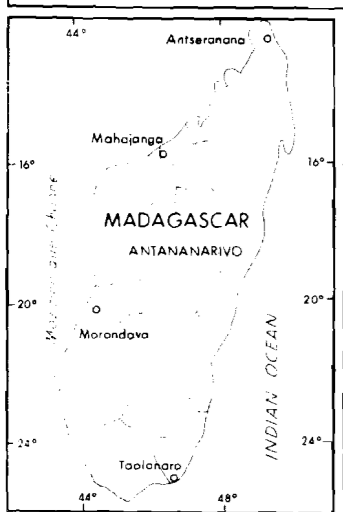 44°
Antseranana
Mahajanga
16° 16°
MADAGASCAR
ANTANANARIVO
20° 20°
Morondava
INDIAN OCEAN
24° 24°
Taolanaro
44° 48°